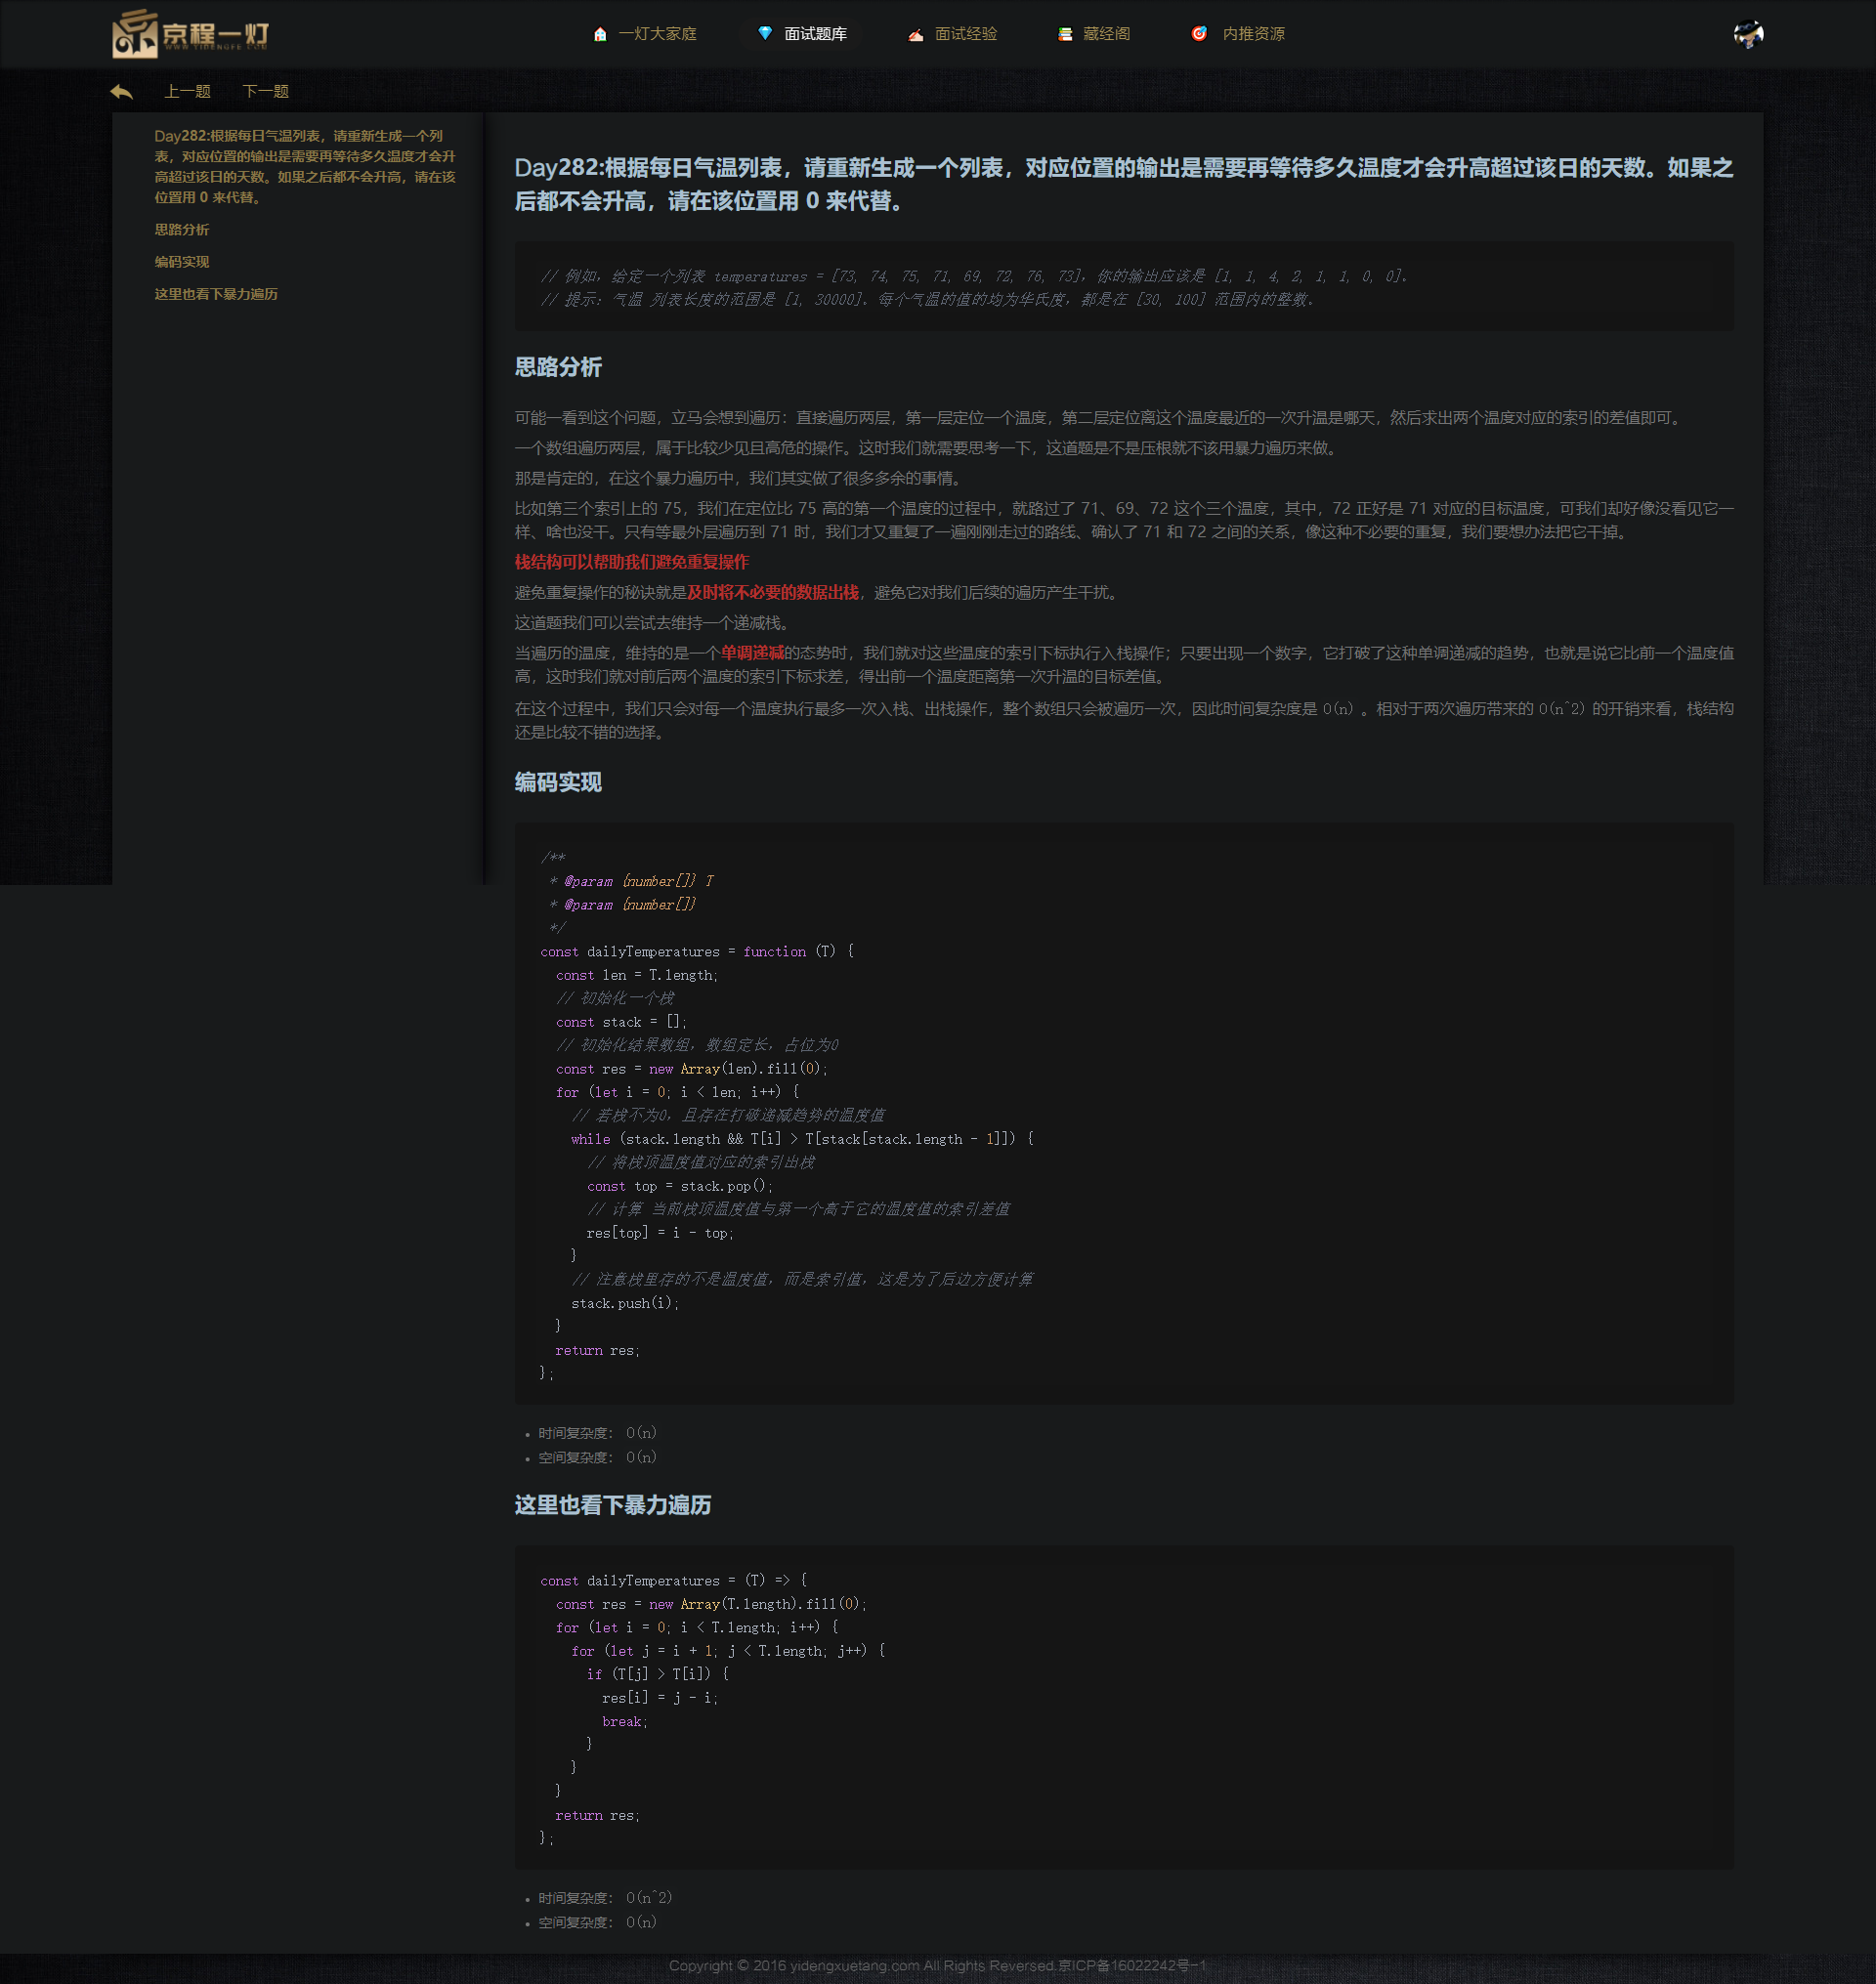 京程一灯
WWW.YIDENGFE.COM
一灯大家庭
面试题库
面试经验
藏经阁
内推资源
上一题
下一题
Day282:根据每日气温列表，请重新生成一个列
表，对应位置的输出是需要再等待多久温度才会升
高超过该日的天数。如果之后都不会升高，请在该
位置用 0 来代替。
思路分析
编码实现
这里也看下暴力遍历
Day282:根据每日气温列表，请重新生成一个列表，对应位置的输出是需要再等待多久温度才会升高超过该日的天数。如果之
后都不会升高，请在该位置用 0 来代替。
// 例如，给定一个列表 temperatures = [73, 74, 75, 71, 69, 72, 76, 73]，你的输出应该是 [1, 1, 4, 2, 1, 1, 0, 0]。
// 提示：气温 列表长度的范围是 [1, 30000]。每个气温的值的均为华氏度，都是在 [30, 100] 范围内的整数。
思路分析
可能一看到这个问题，立马会想到遍历：直接遍历两层，第一层定位一个温度，第二层定位离这个温度最近的一次升温是哪天，然后求出两个温度对应的索引的差值即可。
一个数组遍历两层，属于比较少见且高危的操作。这时我们就需要思考一下，这道题是不是压根就不该用暴力遍历来做。
那是肯定的，在这个暴力遍历中，我们其实做了很多多余的事情。
比如第三个索引上的 75，我们在定位比 75 高的第一个温度的过程中，就路过了 71、69、72 这个三个温度，其中，72 正好是 71 对应的目标温度，可我们却好像没看见它一
样、啥也没干。只有等最外层遍历到 71 时，我们才又重复了一遍刚刚走过的路线、确认了 71 和 72 之间的关系，像这种不必要的重复，我们要想办法把它干掉。
栈结构可以帮助我们避免重复操作
避免重复操作的秘诀就是及时将不必要的数据出栈，避免它对我们后续的遍历产生干扰。
这道题我们可以尝试去维持一个递减栈。
当遍历的温度，维持的是一个单调递减的态势时，我们就对这些温度的索引下标执行入栈操作；只要出现一个数字，它打破了这种单调递减的趋势，也就是说它比前一个温度值
高，这时我们就对前后两个温度的索引下标求差，得出前一个温度距离第一次升温的目标差值。
在这个过程中，我们只会对每一个温度执行最多一次入栈、出栈操作，整个数组只会被遍历一次，因此时间复杂度是 O(n) 。相对于两次遍历带来的 O(n^2) 的开销来看，栈结构
还是比较不错的选择。
编码实现
/**
 * @param {number[]} T
 * @param {number[]}
 */
const dailyTemperatures = function (T) {
  const len = T.length;
  // 初始化一个栈
  const stack = [];
  // 初始化结果数组，数组定长，占位为0
  const res = new Array(len).fill(0);
  for (let i = 0; i < len; i++) {
    // 若栈不为0，且存在打破递减趋势的温度值
    while (stack.length && T[i] > T[stack[stack.length - 1]]) {
      // 将栈顶温度值对应的索引出栈
      const top = stack.pop();
      // 计算 当前栈顶温度值与第一个高于它的温度值的索引差值
      res[top] = i - top;
    }
    // 注意栈里存的不是温度值，而是索引值，这是为了后边方便计算
    stack.push(i);
  }
  return res;
};
• 时间复杂度： O(n)
• 空间复杂度： O(n)
这里也看下暴力遍历
const dailyTemperatures = (T) => {
  const res = new Array(T.length).fill(0);
  for (let i = 0; i < T.length; i++) {
    for (let j = i + 1; j < T.length; j++) {
      if (T[j] > T[i]) {
        res[i] = j - i;
        break;
      }
    }
  }
  return res;
};
• 时间复杂度： O(n^2)
• 空间复杂度： O(n)
Copyright © 2016 yidengxuetang.com All Rights Reversed.京ICP备16022242号-1